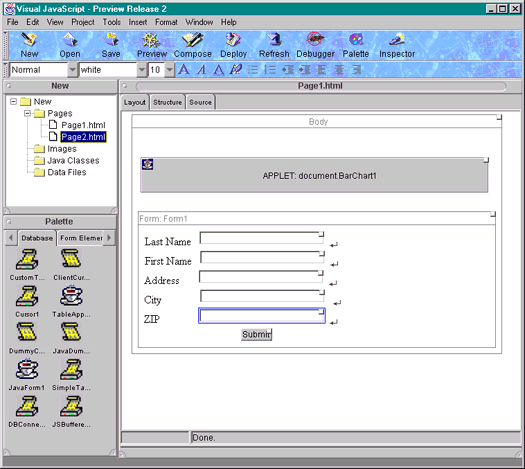 Visual JavaScript - Preview Release 2
File Edit View Project Tools Insert Format Window Help
New Open Save Preview Compose Deploy Refresh Debugger Palette Inspector
Normal white 10
New
New
Pages
Page1.html
Page2.html
Images
Java Classes
Data Files
Palette
Database Form Elemer
CustomT... ClientCur...
Cursor1 TableApp...
DummyC... JavaDum...
JavaForm1 SimpleTa...
DBConne... JSBuffere...
Page1.html
Layout Structure Source
Body
APPLET: document.BarChart1
Form: Form1
Last Name
First Name
Address
City
ZIP
Submit
Done.